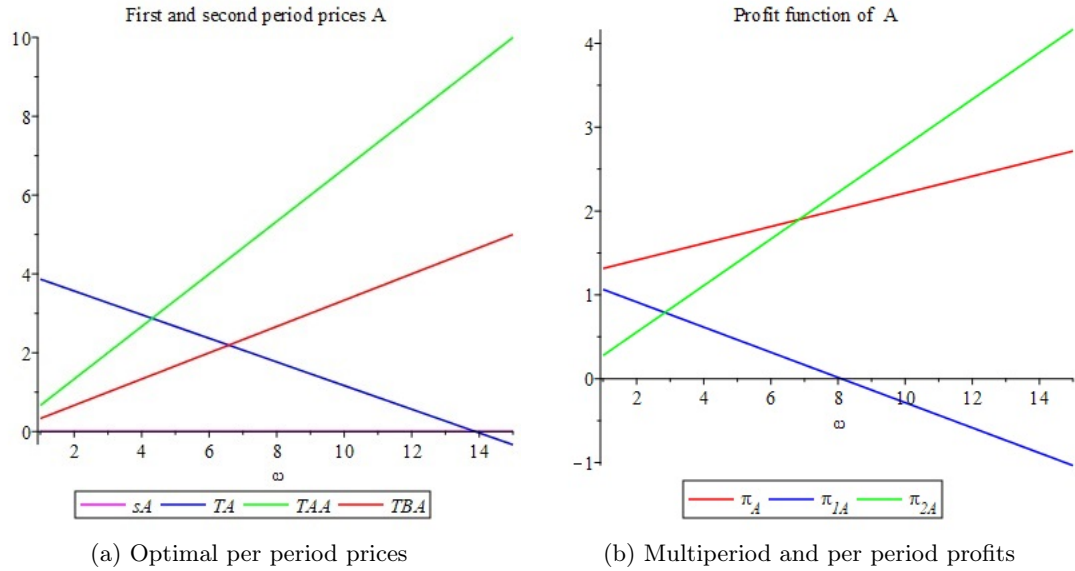 First and second period prices A
10
8
6
4
2
0
2 4 6 8 10 12 14
ω
sA TA TAA TBA
(a) Optimal per period prices
Profit function of A
4
3
2
1
0
−1
2 4 6 8 10 12 14
ω
π_A π_1A π_2A
(b) Multiperiod and per period profits